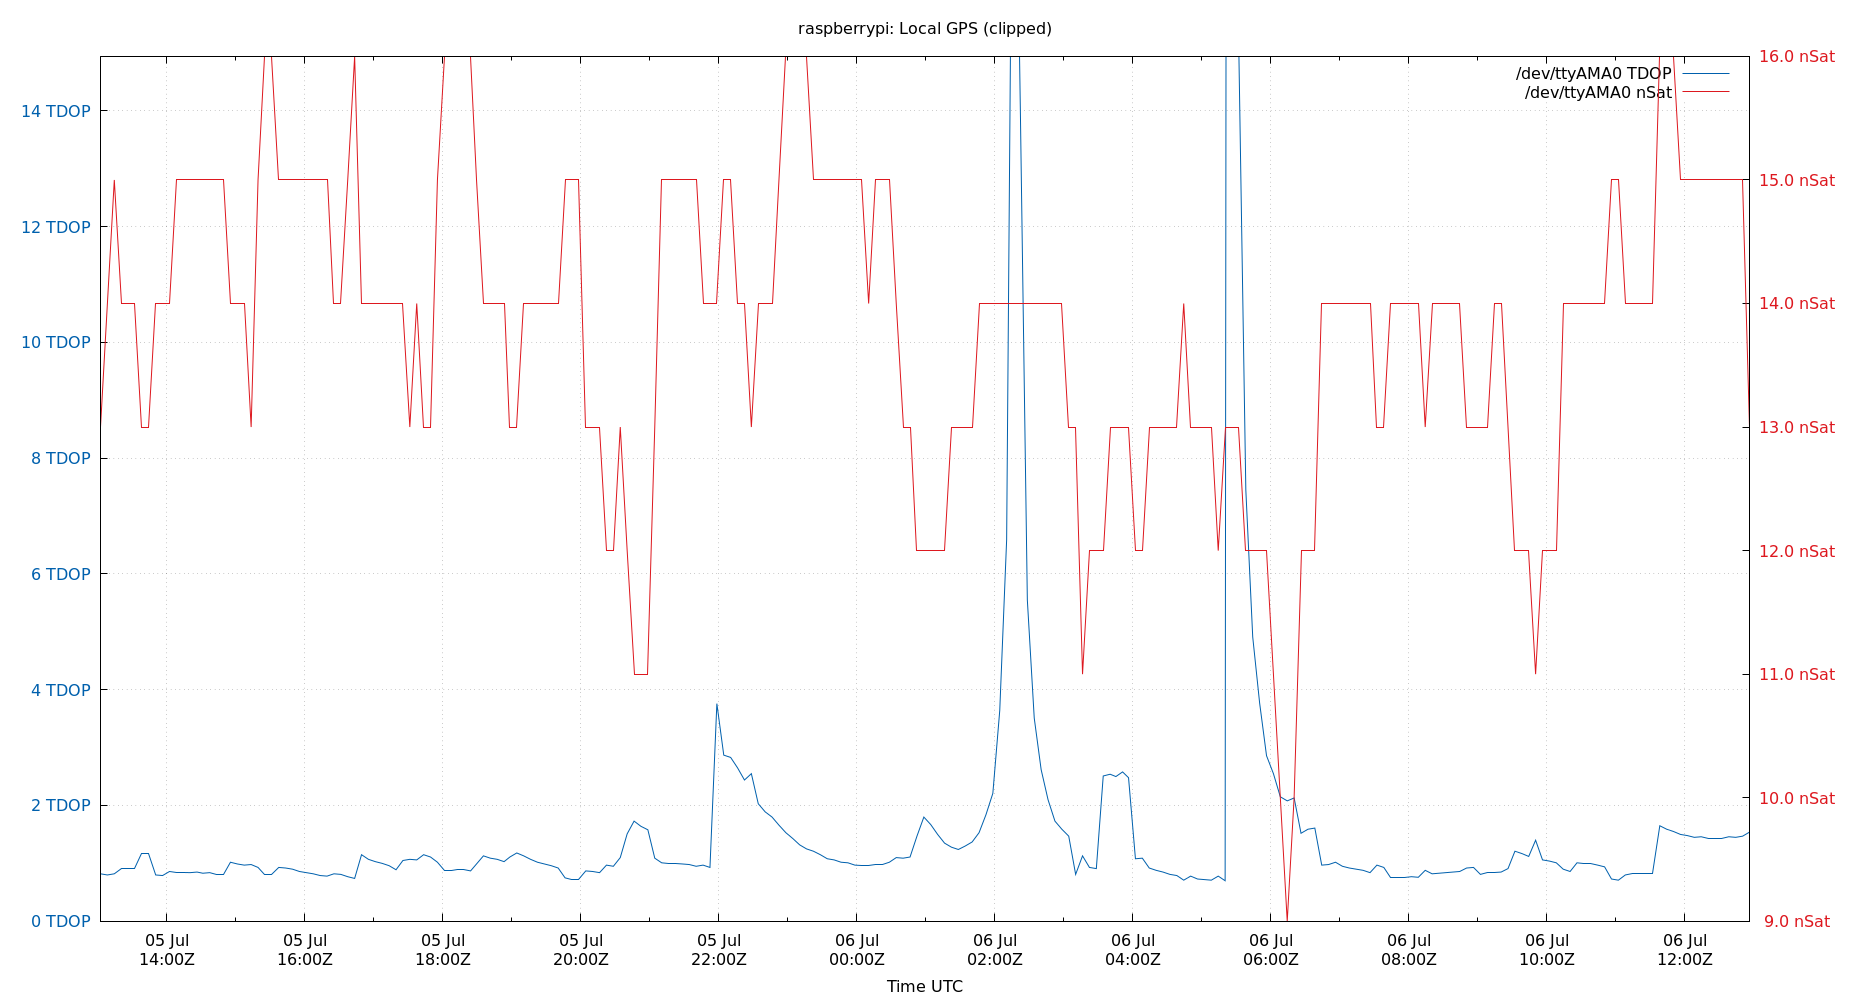 raspberrypi: Local GPS (clipped)
/dev/ttyAMA0 TDOP
/dev/ttyAMA0 nSat
14 TDOP
12 TDOP
10 TDOP
8 TDOP
6 TDOP
4 TDOP
2 TDOP
0 TDOP
16.0 nSat
15.0 nSat
14.0 nSat
13.0 nSat
12.0 nSat
11.0 nSat
10.0 nSat
9.0 nSat
05 Jul 05 Jul 05 Jul 05 Jul 05 Jul 06 Jul 06 Jul 06 Jul 06 Jul 06 Jul 06 Jul 06 Jul
14:00Z 16:00Z 18:00Z 20:00Z 22:00Z 00:00Z 02:00Z 04:00Z 06:00Z 08:00Z 10:00Z 12:00Z
Time UTC